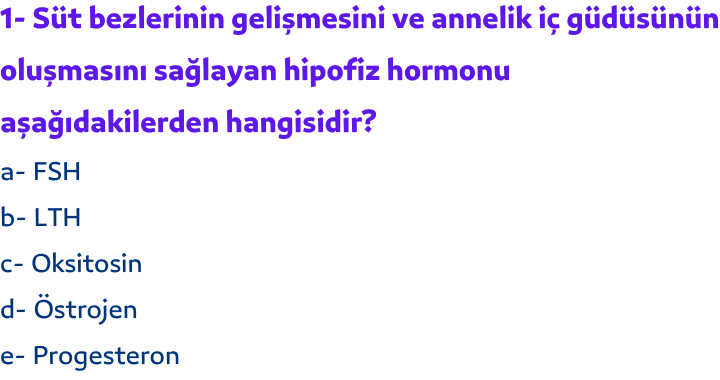 1- Süt bezlerinin gelişmesini ve annelik iç güdüsünün
oluşmasını sağlayan hipofiz hormonu
aşağıdakilerden hangisidir?
a- FSH
b- LTH
c- Oksitosin
d- Östrojen
e- Progesteron